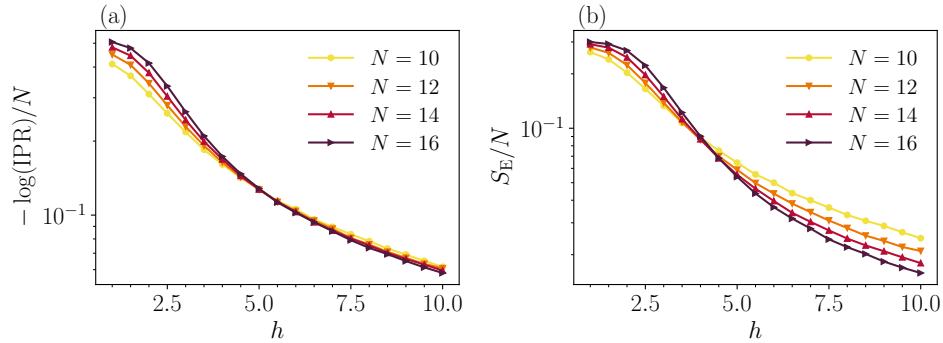 (a)
− log(IPR)/N
10⁻¹
N = 10
N = 12
N = 14
N = 16
2.5 5.0 7.5 10.0
h
(b)
S_E/N
10⁻¹
N = 10
N = 12
N = 14
N = 16
2.5 5.0 7.5 10.0
h